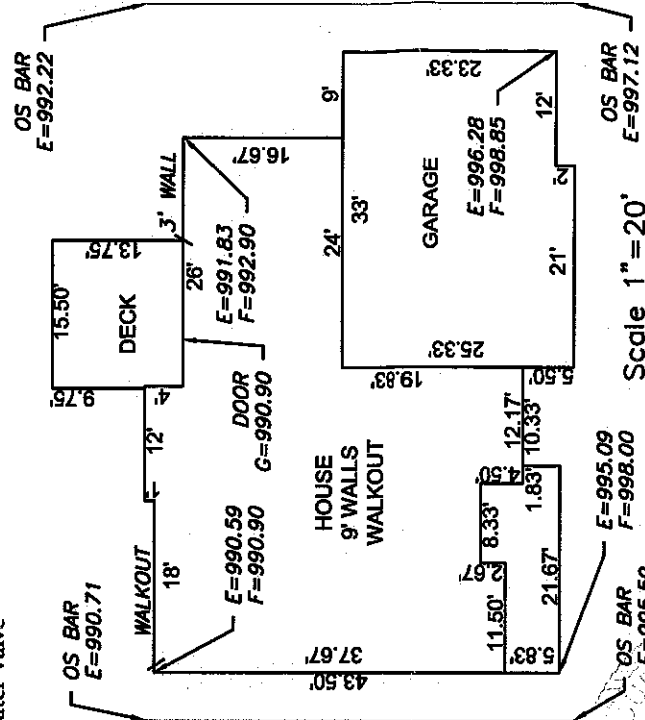 OS BAR
E=992.22
15.50'
13.75'
DECK
9.75'
3' WALL
26'
16.67'
9'
23.33'
E=991.83
F=992.90
DOOR
G=990.90
4'
12'
1'
WALKOUT
18'
E=990.59
F=990.90
OS BAR
E=990.71
24'
33'
GARAGE
E=996.28
F=998.85
12'
2'
21'
25.33'
19.83'
5.50'
OS BAR
E=997.12
Scale 1"=20'
HOUSE
9' WALLS
WALKOUT
12.17'
10.33'
4.50'
1.83'
8.33'
2.67'
11.50'
21.67'
5.83'
37.67'
43.50'
E=995.09
F=998.00
OS BAR